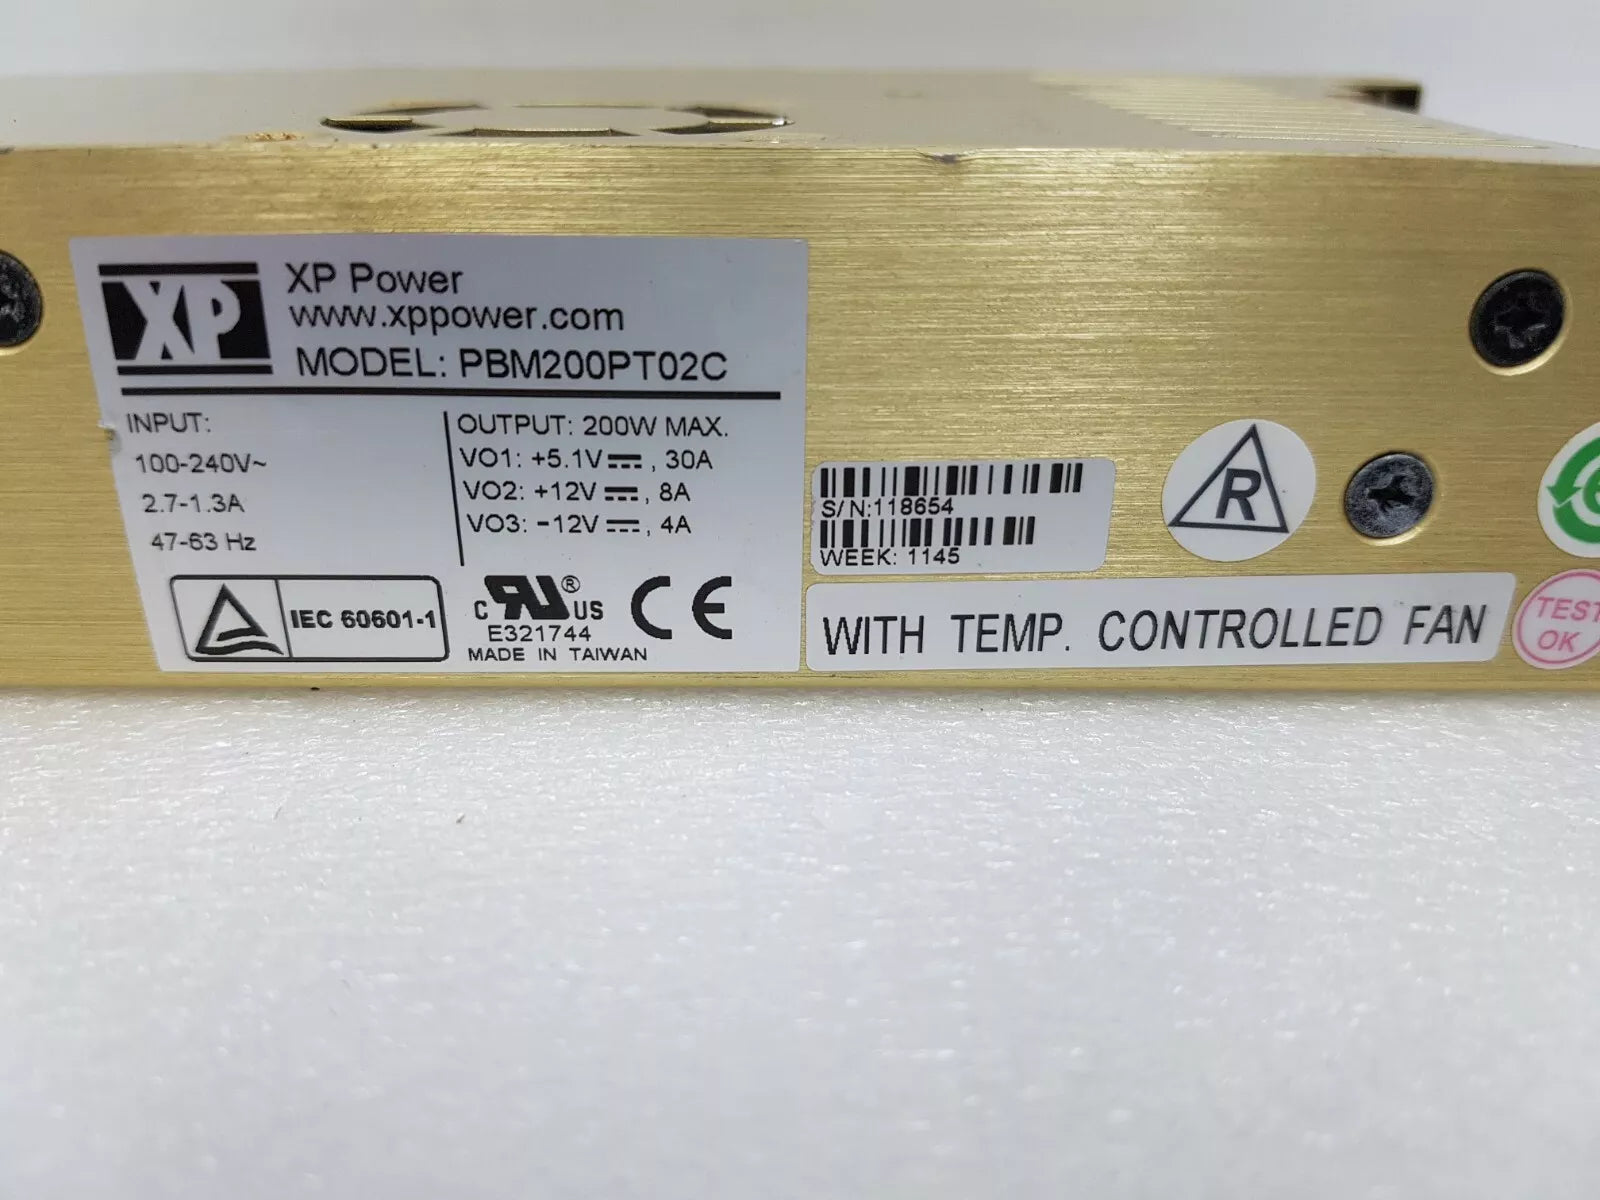 XP
XP Power
www.xppower.com
MODEL: PBM200PT02C
INPUT:
100-240V~
2.7-1.3A
47-63 Hz
OUTPUT: 200W MAX.
VO1: +5.1V⎓, 30A
VO2: +12V⎓, 8A
VO3: -12V⎓, 4A
IEC 60601-1
C UR ® US
E321744
MADE IN TAIWAN
CE
S/N:118654
WEEK: 1145
R
WITH TEMP. CONTROLLED FAN
TEST
OK